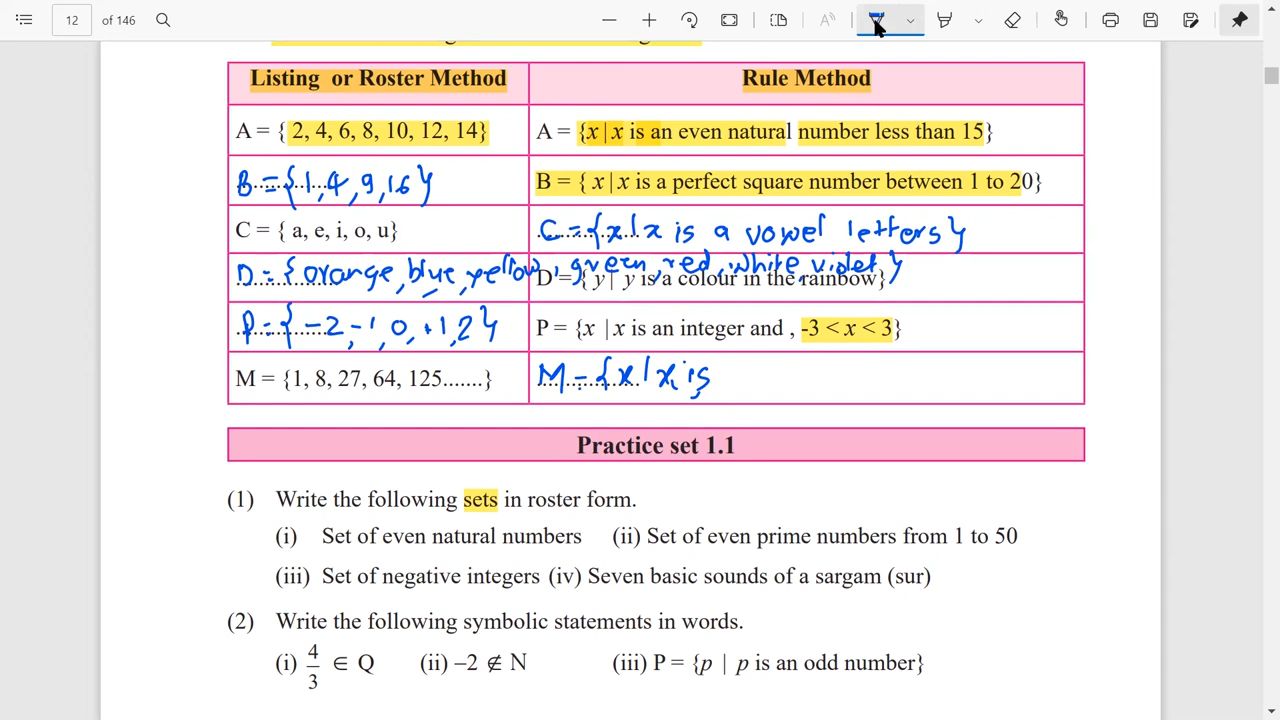 12 of 146
Listing or Roster Method Rule Method
A = { 2, 4, 6, 8, 10, 12, 14} A = {x | x is an even natural number less than 15}
B = {1, 4, 9, 16} B = { x | x is a perfect square number between 1 to 20}
C = { a, e, i, o, u} C = {x / x is a vowel letters}
D = {orange, blue, yellow, green, red, white, violet} D = { y | y is a colour in the rainbow}
P = {-2, -1, 0, +1, 2} P = {x | x is an integer and , -3 < x < 3}
M = {1, 8, 27, 64, 125.......} M = {x / x is
Practice set 1.1
(1) Write the following sets in roster form.
(i) Set of even natural numbers (ii) Set of even prime numbers from 1 to 50
(iii) Set of negative integers (iv) Seven basic sounds of a sargam (sur)
(2) Write the following symbolic statements in words.
(i) 4/3 ∈ Q (ii) –2 ∉ N (iii) P = {p | p is an odd number}